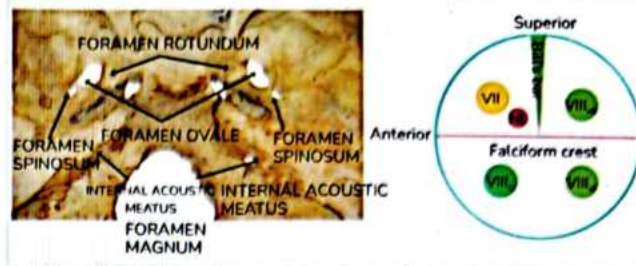 FORAMEN ROTUNDUM
FORAMEN OVALE
FORAMEN
SPINOSUM
FORAMEN
SPINOSUM
INTERNAL ACOUSTIC
MEATUS
INTERNAL ACOUSTIC
MEATUS
FORAMEN
MAGNUM
Superior
VII
VIII
Anterior
Falciform crest
VIII
VIII